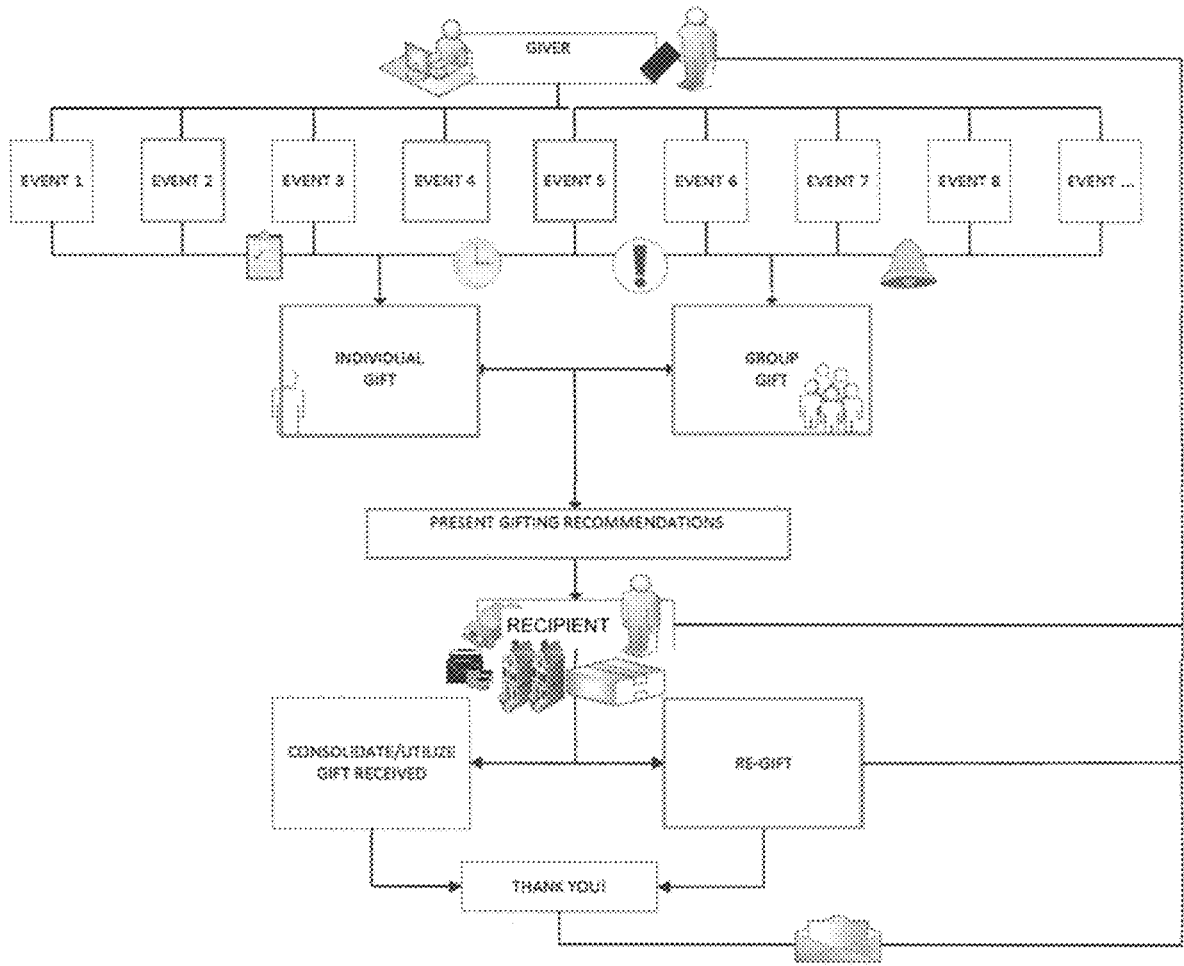 GIVER
EVENT 1
EVENT 2
EVENT 3
EVENT 4
EVENT 5
EVENT 6
EVENT 7
EVENT 8
EVENT ...
INDIVIDUAL
GIFT
GROUP
GIFT
PRESENT GIFTING RECOMMENDATIONS
RECIPIENT
CONSOLIDATE/UTILIZE
GIFT RECEIVED
RE-GIFT
THANK YOU!